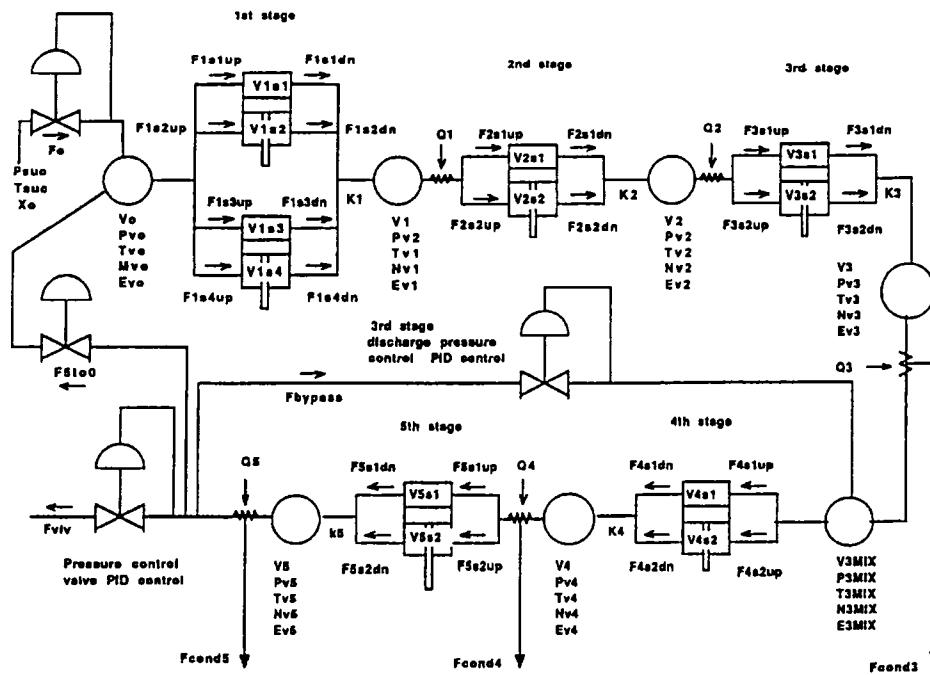 1st stage
F1s1up
F1s1dn
V1s1
F1s2up
V1s2
F1s2dn
Fo
Psuc
Tsuc
Xo
F1s3up
F1s3dn
V1s3
V1s4
F1s4up
F1s4dn
Vo
Pvo
Tvo
Mvo
Evo
K1
V1
Pv2
Tv1
Nv1
Ev1
2nd stage
Q1
F2s1up
F2s1dn
V2s1
V2s2
F2s2up
F2s2dn
K2
V2
Pv2
Tv2
Nv2
Ev2
3rd stage
Q2
F3s1up
F3s1dn
V3s1
V3s2
F3s2up
F3s2dn
K3
V3
Pv3
Tv3
Nv3
Ev3
Q3
F5to0
3rd stage
discharge pressure
control PID control
Fbypass
5th stage
4th stage
Q5
F5s1dn
F5s1up
V5s1
V5s2
F5s2dn
F5s2up
k5
Q4
F4s1dn
F4s1up
V4s1
V4s2
F4s2dn
F4s2up
K4
Fvlv
Pressure control
valve PID control
V5
Pv5
Tv5
Nv5
Ev5
V4
Pv4
Tv4
Nv4
Ev4
V3MIX
P3MIX
T3MIX
N3MIX
E3MIX
Fcond5
Fcond4
Fcond3